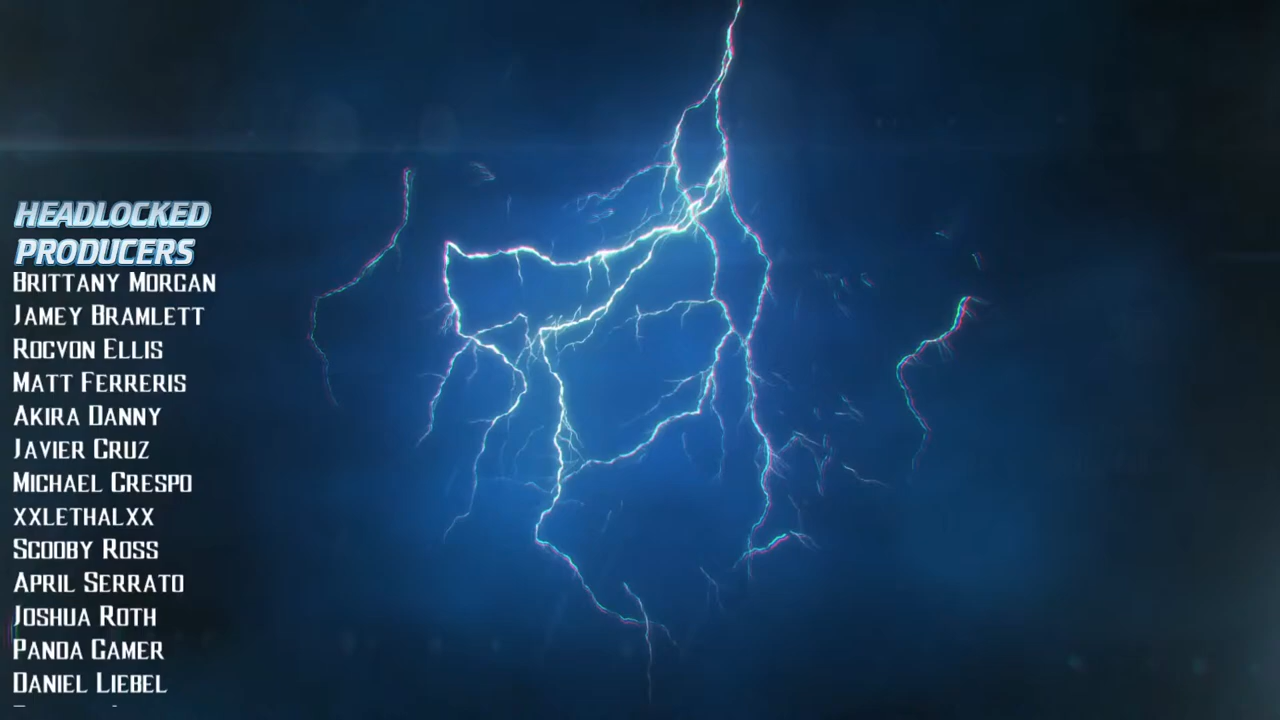 HEADLOCKED
PRODUCERS
BRITTANY MORGAN
JAMEY BRAMLETT
ROCVON ELLIS
MATT FERRERIS
AKIRA DANNY
JAVIER CRUZ
MICHAEL CRESPO
XXLETHALXX
SCOOBY ROSS
APRIL SERRATO
JOSHUA ROTH
PANDA GAMER
DANIEL LIEBEL